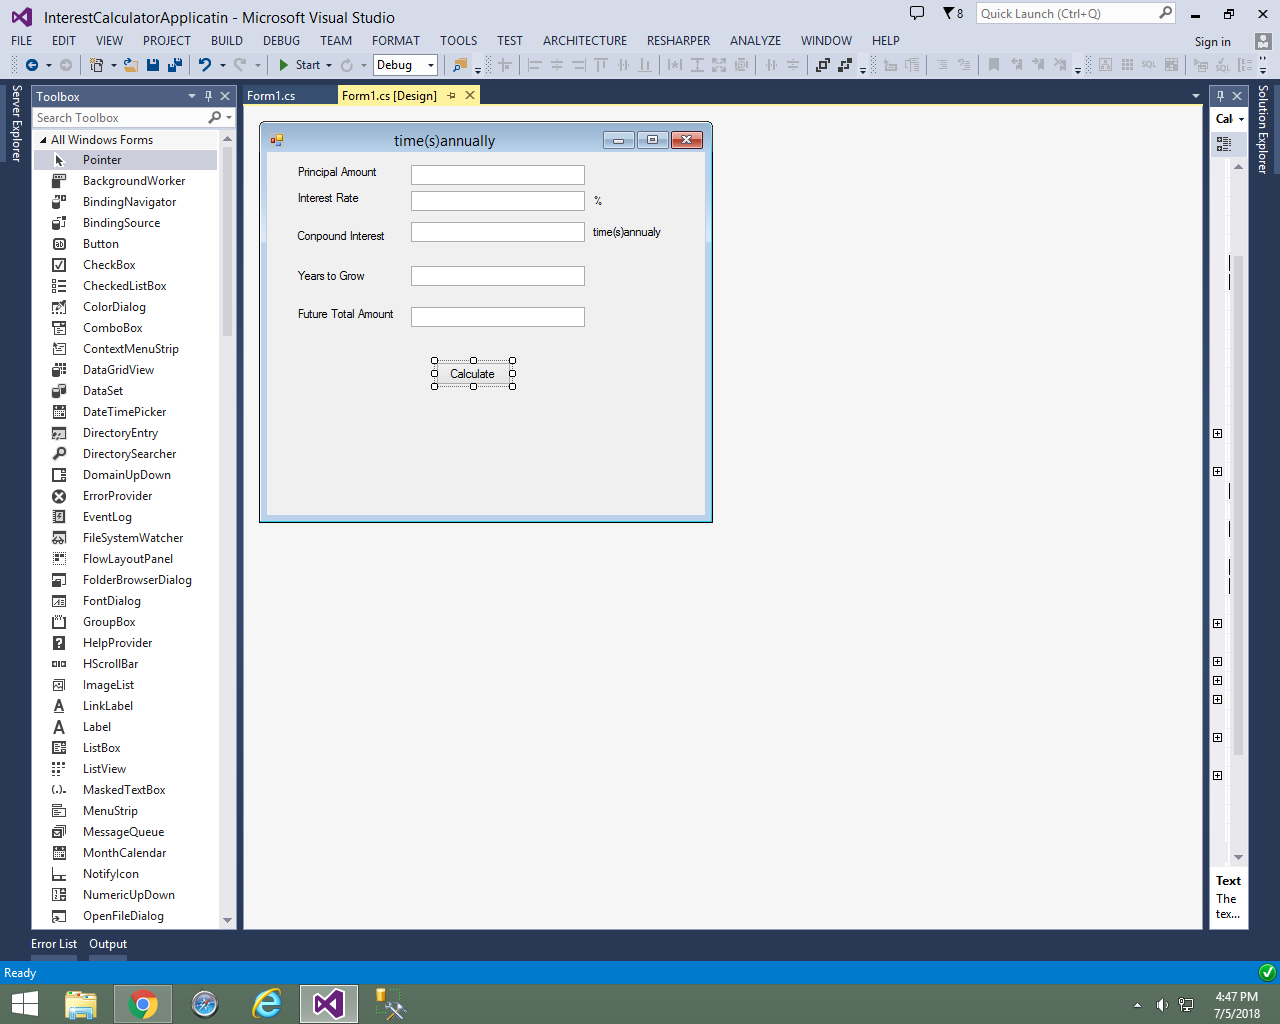 InterestCalculatorApplicatin - Microsoft Visual Studio
8
Quick Launch (Ctrl+Q)
FILE EDIT VIEW PROJECT BUILD DEBUG TEAM FORMAT TOOLS TEST ARCHITECTURE RESHARPER ANALYZE WINDOW HELP
Sign in
Start
Debug
SQL
SQL
Server Explorer
Toolbox
Search Toolbox
All Windows Forms
Pointer
BackgroundWorker
BindingNavigator
BindingSource
Button
CheckBox
CheckedListBox
ColorDialog
ComboBox
ContextMenuStrip
DataGridView
DataSet
DateTimePicker
DirectoryEntry
DirectorySearcher
DomainUpDown
ErrorProvider
EventLog
FileSystemWatcher
FlowLayoutPanel
FolderBrowserDialog
FontDialog
GroupBox
HelpProvider
HScrollBar
ImageList
LinkLabel
Label
ListBox
ListView
MaskedTextBox
MenuStrip
MessageQueue
MonthCalendar
NotifyIcon
NumericUpDown
OpenFileDialog
Form1.cs
Form1.cs [Design]
time(s)annually
Principal Amount
Interest Rate
%
Conpound Interest
time(s)annualy
Years to Grow
Future Total Amount
Calculate
Cal
Text
The
tex...
Solution Explorer
Error List Output
Ready
4:47 PM
7/5/2018